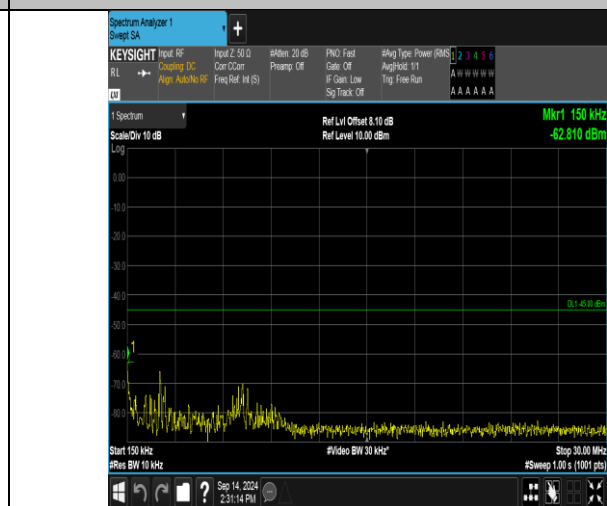 Spectrum Analyzer 1
Swept SA
+
KEYSIGHT
RL
LXI
Input: RF
Coupling: DC
Align: Auto/No RF
Input Z: 50 Ω
Corr CCorr
Freq Ref: Int (S)
#Atten: 20 dB
Preamp: Off
PNO: Fast
Gate: Off
IF Gain: Low
Sig Track: Off
#Avg Type: Power (RMS
Avg|Hold: 1/1
Trig: Free Run
1 2 3 4 5 6
A W W W W W
A A A A A A
1 Spectrum
Scale/Div 10 dB
Log
Ref Lvl Offset 8.10 dB
Ref Level 10.00 dBm
Mkr1 150 kHz
-62.810 dBm
0.00
-10.0
-20.0
-30.0
-40.0
DL1 -45.00 dBm
-50.0
-60.0
1
-70.0
-80.0
Start 150 kHz
#Res BW 10 kHz
#Video BW 30 kHz*
Stop 30.00 MHz
#Sweep 1.00 s (1001 pts)
?
Sep 14, 2024
2:31:14 PM